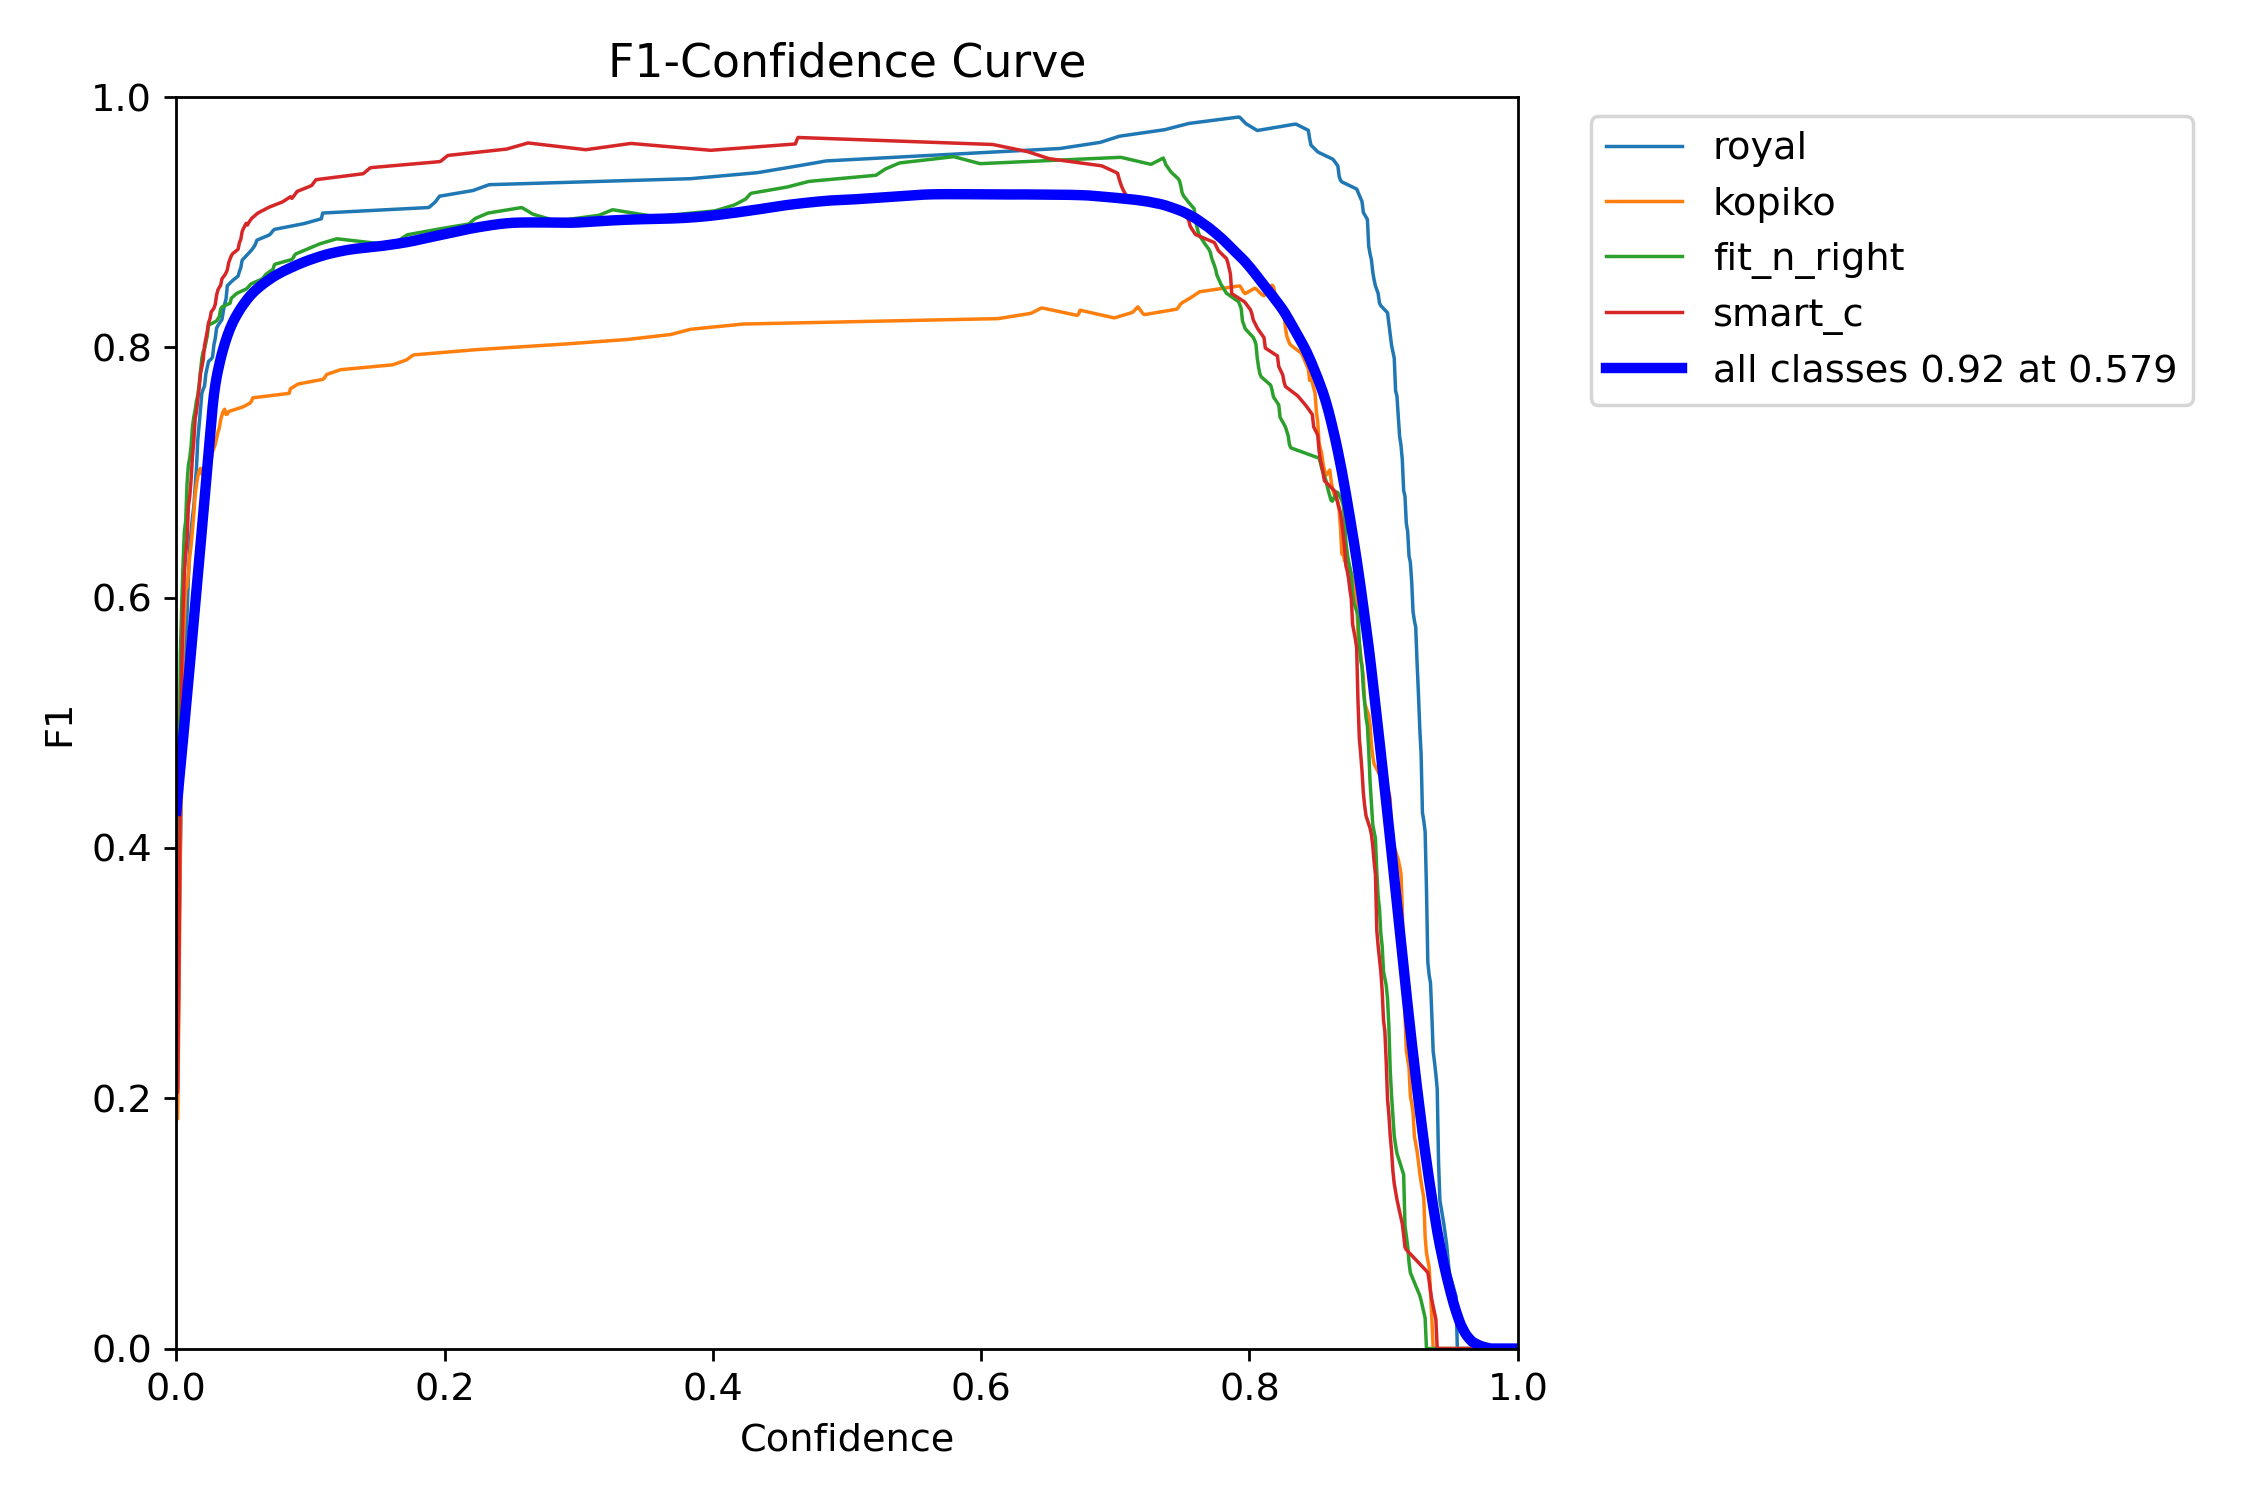 F1-Confidence Curve
1.0
0.8
0.6
0.4
0.2
0.0
F1
0.0 0.2 0.4 0.6 0.8 1.0
Confidence
royal
kopiko
fit_n_right
smart_c
all classes 0.92 at 0.579